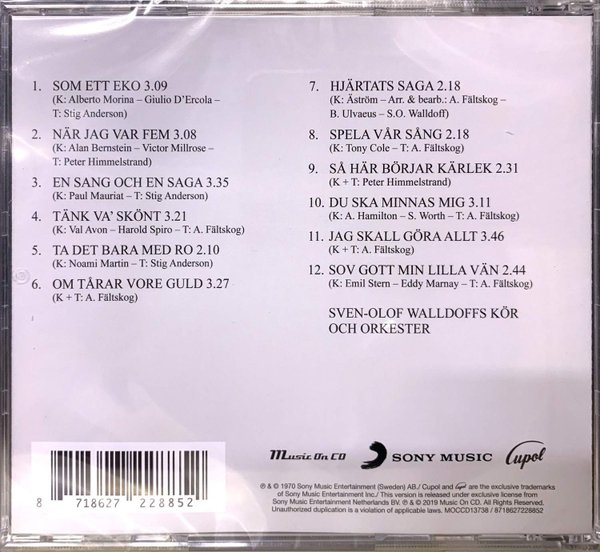 1. SOM ETT EKO 3.09
(K: Alberto Morina – Giulio D'Ercola –
T: Stig Anderson)
2. NÄR JAG VAR FEM 3.08
(K: Alan Bernstein – Victor Millrose –
T: Peter Himmelstrand)
3. EN SANG OCH EN SAGA 3.35
(K: Paul Mauriat – T: Stig Anderson)
4. TÄNK VA' SKÖNT 3.21
(K: Val Avon – Harold Spiro – T: A. Fältskog)
5. TA DET BARA MED RO 2.10
(K: Noami Martin – T: Stig Anderson)
6. OM TÅRAR VORE GULD 3.27
(K + T: A. Fältskog)
7. HJÄRTATS SAGA 2.18
(K: Åström – Arr. & bearb.: A. Fältskog –
B. Ulvaeus – S.O. Walldoff)
8. SPELA VÅR SÅNG 2.18
(K: Tony Cole – T: A. Fältskog)
9. SÅ HÄR BÖRJAR KÄRLEK 2.31
(K + T: Peter Himmelstrand)
10. DU SKA MINNAS MIG 3.11
(K: A. Hamilton – S. Worth – T: A. Fältskog)
11. JAG SKALL GÖRA ALLT 3.46
(K + T: A. Fältskog)
12. SOV GOTT MIN LILLA VÄN 2.44
(K: Emil Stern – Eddy Marnay – T: A. Fältskog)
SVEN-OLOF WALLDOFFS KÖR
OCH ORKESTER
8 718627 228852
Music On CD SONY MUSIC Cupol
℗ & © 1970 Sony Music Entertainment (Sweden) AB./ Cupol and Cupol are the exclusive trademarks
of Sony Music Entertainment Inc./ This version is released under exclusive license from
Sony Music Entertainment Netherlands BV. ℗ & © 2019 Music On CD. All Rights Reserved.
Unauthorized duplication is a violation of applicable laws. MOCCD13738 / 8718627228852